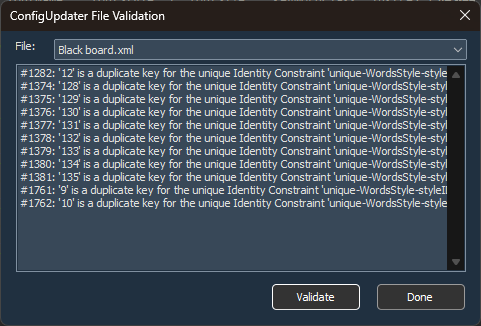 ConfigUpdater File Validation
File:
Black board.xml
#1282: '12' is a duplicate key for the unique Identity Constraint 'unique-WordsStyle-style
#1374: '128' is a duplicate key for the unique Identity Constraint 'unique-WordsStyle-styl
#1375: '129' is a duplicate key for the unique Identity Constraint 'unique-WordsStyle-styl
#1376: '130' is a duplicate key for the unique Identity Constraint 'unique-WordsStyle-styl
#1377: '131' is a duplicate key for the unique Identity Constraint 'unique-WordsStyle-styl
#1378: '132' is a duplicate key for the unique Identity Constraint 'unique-WordsStyle-styl
#1379: '133' is a duplicate key for the unique Identity Constraint 'unique-WordsStyle-styl
#1380: '134' is a duplicate key for the unique Identity Constraint 'unique-WordsStyle-styl
#1381: '135' is a duplicate key for the unique Identity Constraint 'unique-WordsStyle-styl
#1761: '9' is a duplicate key for the unique Identity Constraint 'unique-WordsStyle-styleI
#1762: '10' is a duplicate key for the unique Identity Constraint 'unique-WordsStyle-style
Validate
Done